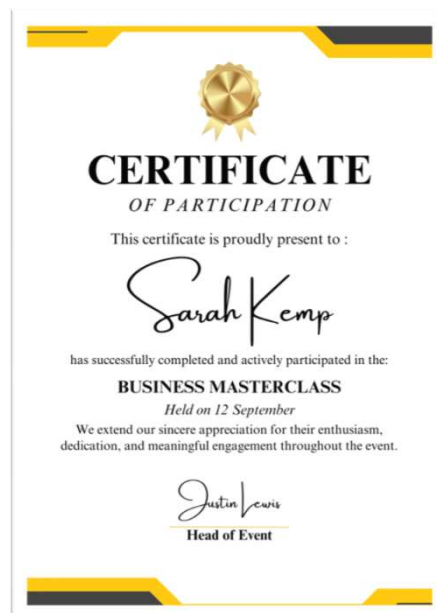 CERTIFICATE
OF PARTICIPATION
This certificate is proudly present to :
Sarah Kemp
has successfully completed and actively participated in the:
BUSINESS MASTERCLASS
Held on 12 September
We extend our sincere appreciation for their enthusiasm,
dedication, and meaningful engagement throughout the event.
Justin Lewis
Head of Event